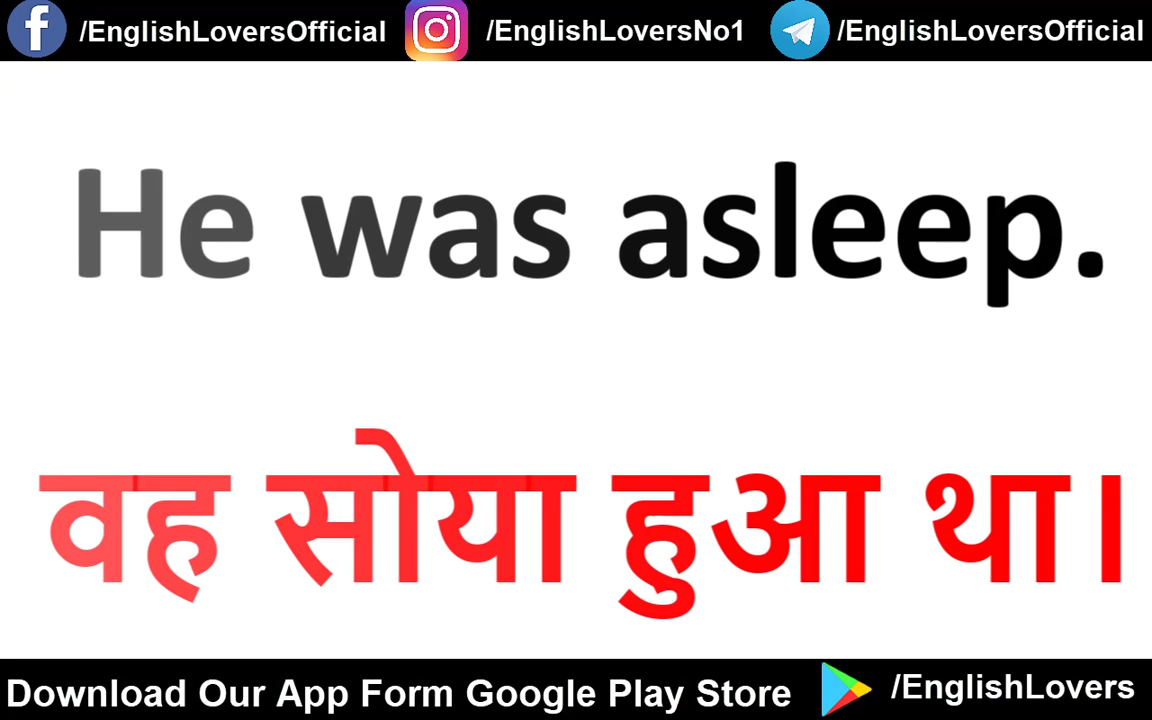 /EnglishLoversOfficial /EnglishLoversNo1 /EnglishLoversOfficial
He was asleep.
वह सोया हुआ था।
Download Our App Form Google Play Store /EnglishLovers